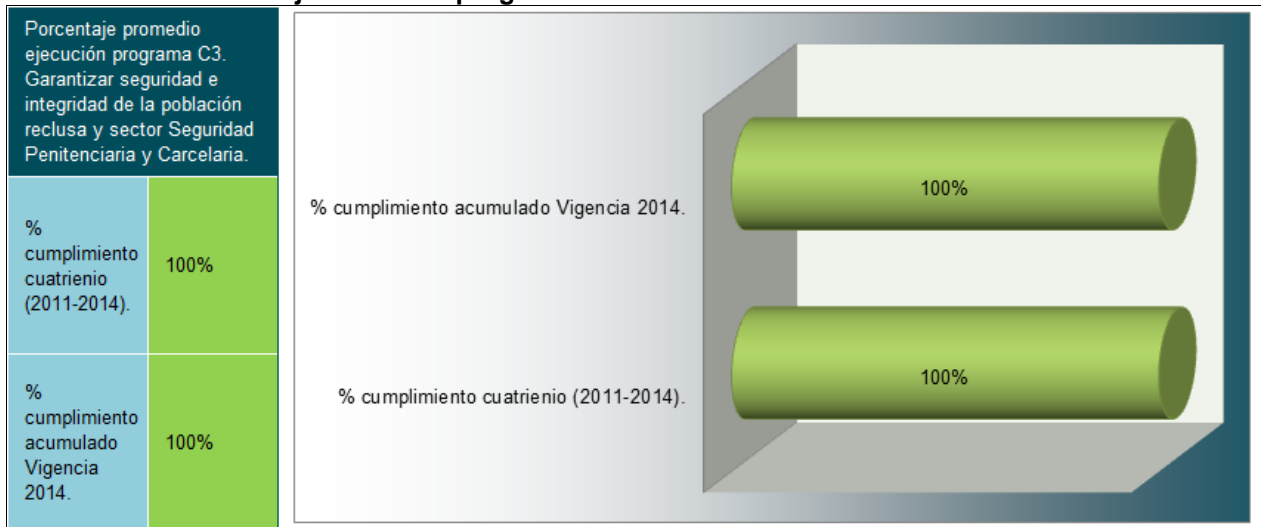 Porcentaje promedio
ejecución programa C3.
Garantizar seguridad e
integridad de la población
reclusa y sector Seguridad
Penitenciaria y Carcelaria.
%
cumplimiento
cuatrienio
(2011-2014).
100%
%
cumplimiento
acumulado
Vigencia
2014.
100%
% cumplimiento acumulado Vigencia 2014.
100%
% cumplimiento cuatrienio (2011-2014).
100%